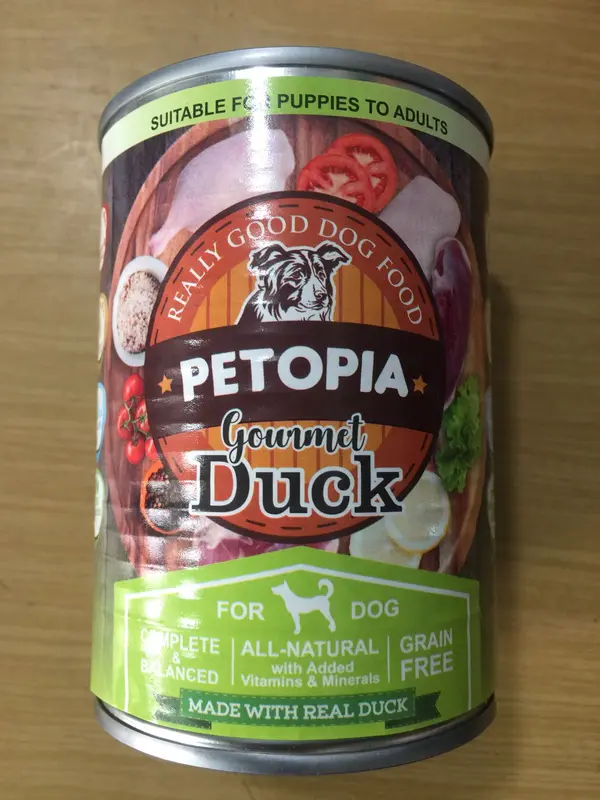 SUITABLE FOR PUPPIES TO ADULTS
REALLY GOOD DOG FOOD
PETOPIA
Gourmet
Duck
FOR DOG
COMPLETE
&
BALANCED
ALL-NATURAL
with Added
Vitamins & Minerals
GRAIN
FREE
MADE WITH REAL DUCK